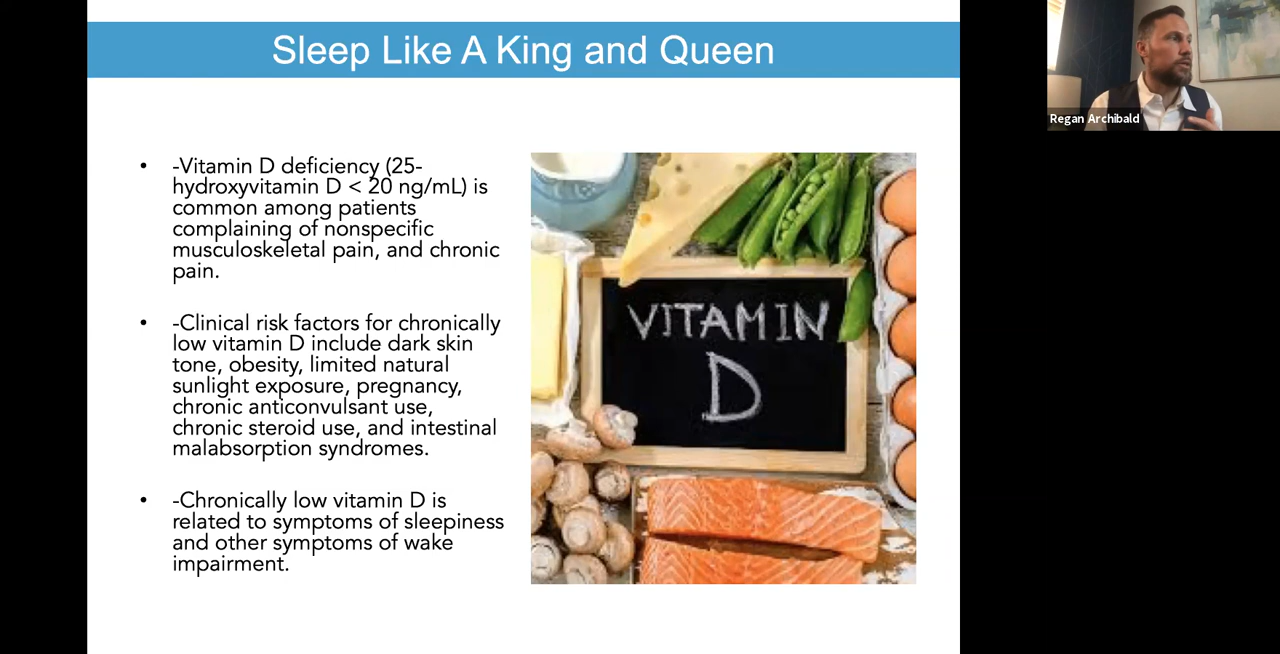 Sleep Like A King and Queen
Regan Archibald
• -Vitamin D deficiency (25-
hydroxyvitamin D < 20 ng/mL) is
common among patients
complaining of nonspecific
musculoskeletal pain, and chronic
pain.
• -Clinical risk factors for chronically
low vitamin D include dark skin
tone, obesity, limited natural
sunlight exposure, pregnancy,
chronic anticonvulsant use,
chronic steroid use, and intestinal
malabsorption syndromes.
• -Chronically low vitamin D is
related to symptoms of sleepiness
and other symptoms of wake
impairment.
VITAMIN
D